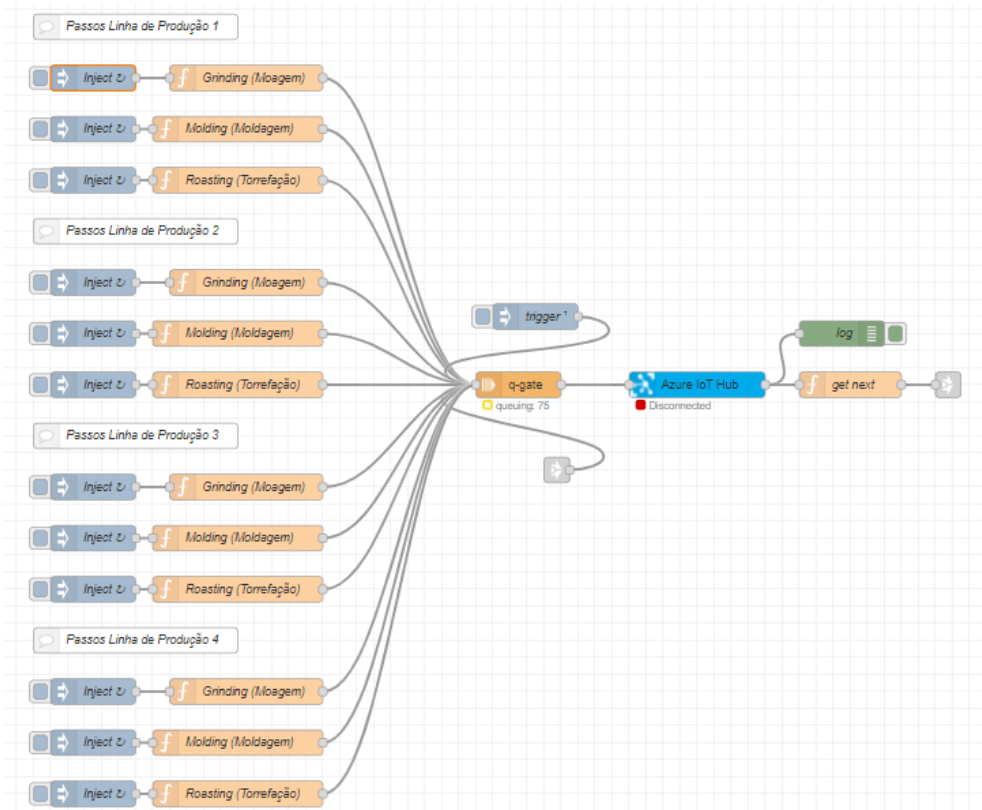 Passos Linha de Produção 1
Inject ↻
Grinding (Moagem)
Inject ↻
Molding (Moldagem)
Inject ↻
Roasting (Torrefação)
Passos Linha de Produção 2
Inject ↻
Grinding (Moagem)
trigger ¹
Inject ↻
Molding (Moldagem)
log
Inject ↻
Roasting (Torrefação)
q-gate
Azure IoT Hub
get next
queuing: 75
Disconnected
Passos Linha de Produção 3
Inject ↻
Grinding (Moagem)
Inject ↻
Molding (Moldagem)
Inject ↻
Roasting (Torrefação)
Passos Linha de Produção 4
Inject ↻
Grinding (Moagem)
Inject ↻
Molding (Moldagem)
Inject ↻
Roasting (Torrefação)